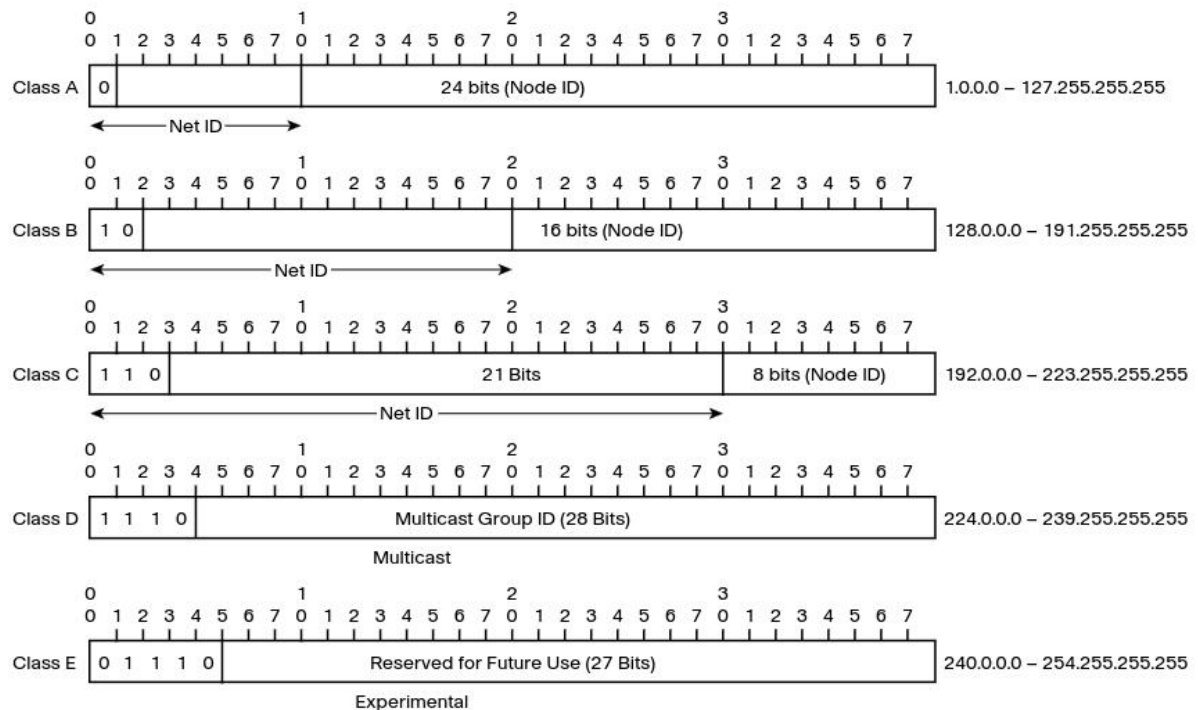 0 1 2 3
0 1 2 3 4 5 6 7 0 1 2 3 4 5 6 7 0 1 2 3 4 5 6 7 0 1 2 3 4 5 6 7
Class A 0 24 bits (Node ID) 1.0.0.0 – 127.255.255.255
Net ID
0 1 2 3
0 1 2 3 4 5 6 7 0 1 2 3 4 5 6 7 0 1 2 3 4 5 6 7 0 1 2 3 4 5 6 7
Class B 1 0 16 bits (Node ID) 128.0.0.0 – 191.255.255.255
Net ID
0 1 2 3
0 1 2 3 4 5 6 7 0 1 2 3 4 5 6 7 0 1 2 3 4 5 6 7 0 1 2 3 4 5 6 7
Class C 1 1 0 21 Bits 8 bits (Node ID) 192.0.0.0 – 223.255.255.255
Net ID
0 1 2 3
0 1 2 3 4 5 6 7 0 1 2 3 4 5 6 7 0 1 2 3 4 5 6 7 0 1 2 3 4 5 6 7
Class D 1 1 1 0 Multicast Group ID (28 Bits) 224.0.0.0 – 239.255.255.255
Multicast
0 1 2 3
0 1 2 3 4 5 6 7 0 1 2 3 4 5 6 7 0 1 2 3 4 5 6 7 0 1 2 3 4 5 6 7
Class E 0 1 1 1 0 Reserved for Future Use (27 Bits) 240.0.0.0 – 254.255.255.255
Experimental